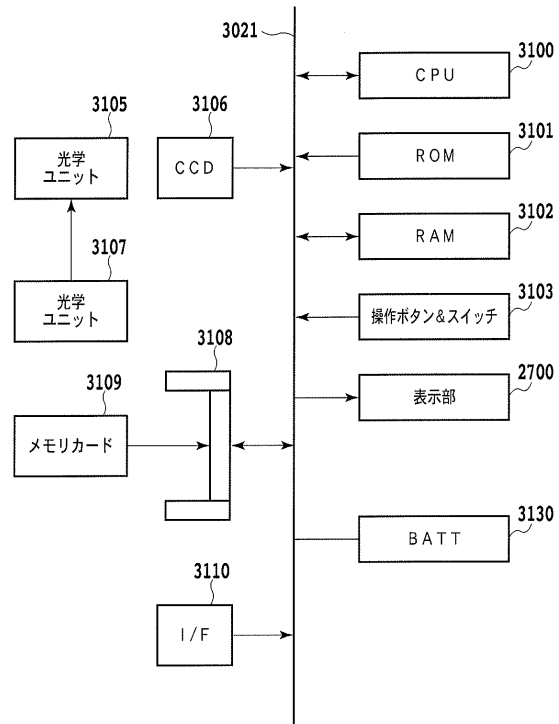 3021
3100
CPU
3105
3106
光学
ユニット
CCD
3101
ROM
3102
RAM
3107
光学
ユニット
3103
操作ボタン&スイッチ
3108
2700
表示部
3109
メモリカード
3130
BATT
3110
I/F